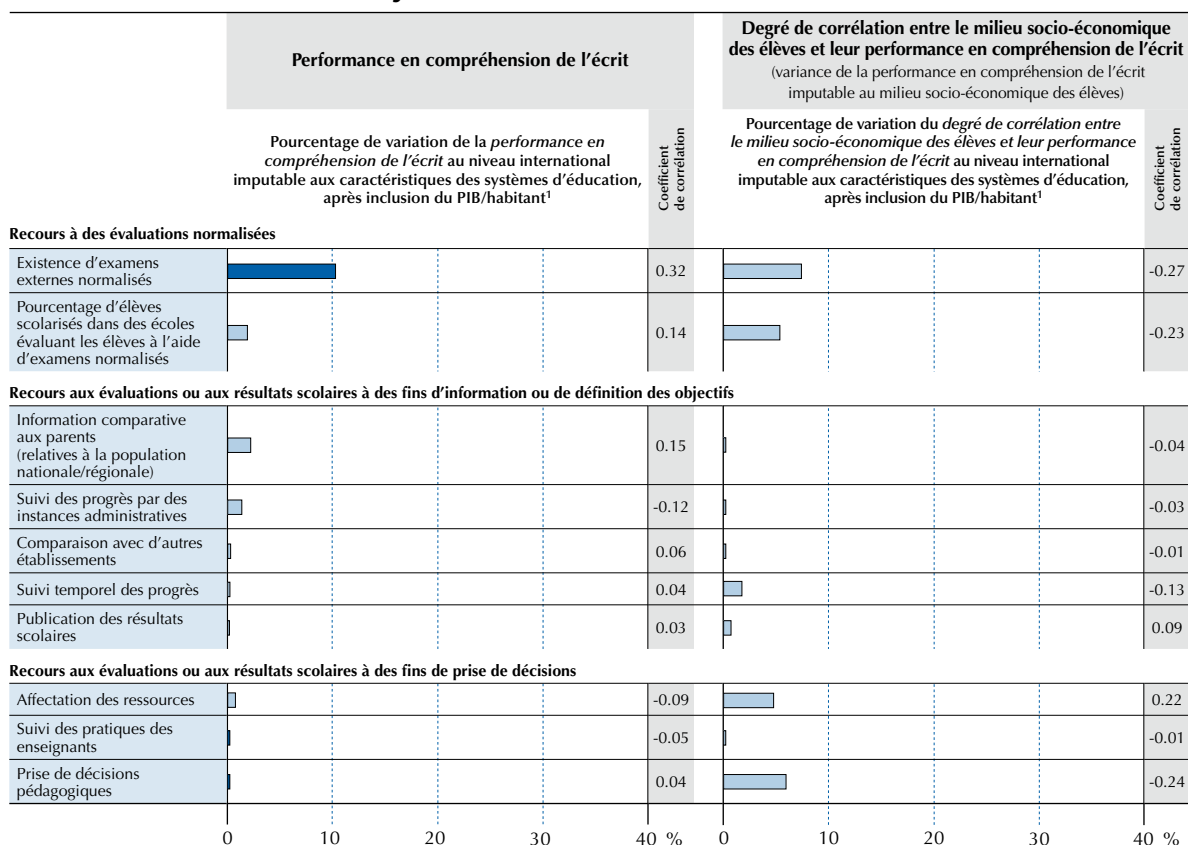 Performance en compréhension de l'écrit
Degré de corrélation entre le milieu socio-économique
des élèves et leur performance en compréhension de l'écrit
(variance de la performance en compréhension de l'écrit
imputable au milieu socio-économique des élèves)
Pourcentage de variation de la performance en
compréhension de l'écrit au niveau international
imputable aux caractéristiques des systèmes d'éducation,
après inclusion du PIB/habitant¹
Coefficient
de corrélation
Pourcentage de variation du degré de corrélation entre
le milieu socio-économique des élèves et leur performance
en compréhension de l'écrit au niveau international
imputable aux caractéristiques des systèmes d'éducation,
après inclusion du PIB/habitant¹
Coefficient
de corrélation
Recours à des évaluations normalisées
Existence d'examens
externes normalisés
0.32
-0.27
Pourcentage d'élèves
scolarisés dans des écoles
évaluant les élèves à l'aide
d'examens normalisés
0.14
-0.23
Recours aux évaluations ou aux résultats scolaires à des fins d'information ou de définition des objectifs
Information comparative
aux parents
(relatives à la population
nationale/régionale)
0.15
-0.04
Suivi des progrès par des
instances administratives
-0.12
-0.03
Comparaison avec d'autres
établissements
0.06
-0.01
Suivi temporel des progrès
0.04
-0.13
Publication des résultats
scolaires
0.03
0.09
Recours aux évaluations ou aux résultats scolaires à des fins de prise de décisions
Affectation des ressources
-0.09
0.22
Suivi des pratiques des
enseignants
-0.05
-0.01
Prise de décisions
pédagogiques
0.04
-0.24
0 10 20 30 40 %
0 10 20 30 40 %